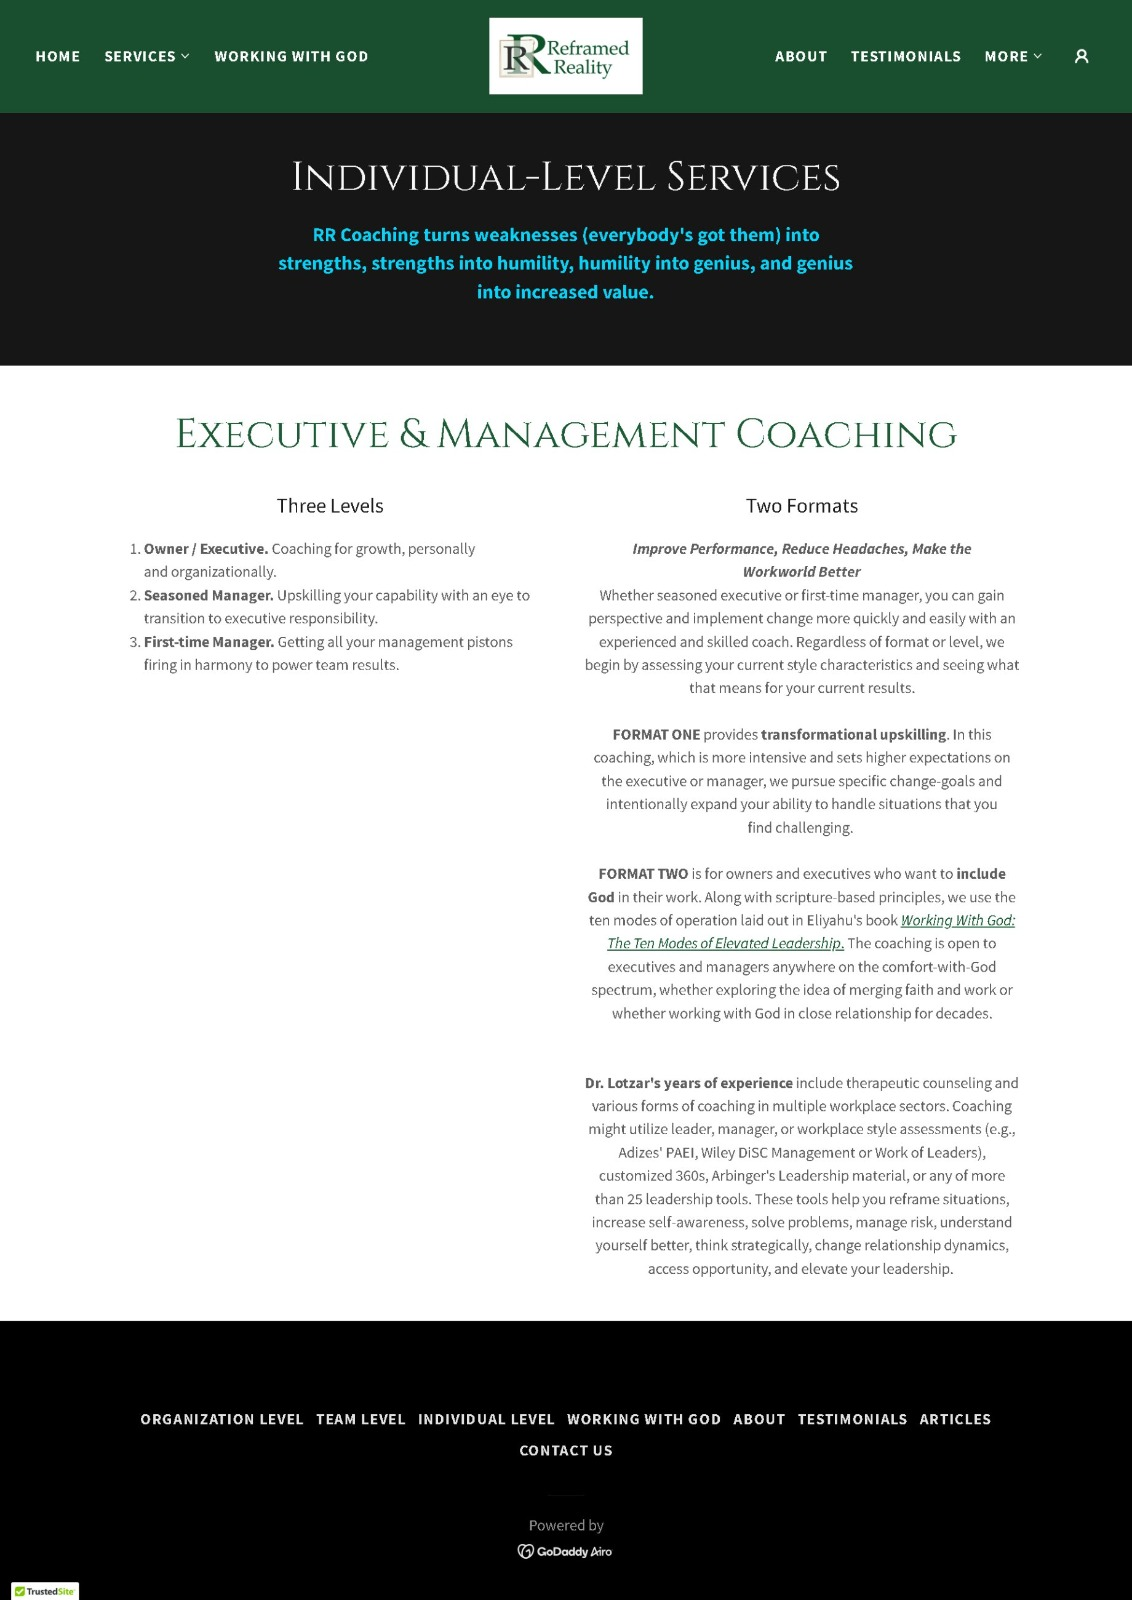 HOME SERVICES WORKING WITH GOD
RR Reframed
Reality
ABOUT TESTIMONIALS MORE
Individual-Level Services
RR Coaching turns weaknesses (everybody's got them) into
strengths, strengths into humility, humility into genius, and genius
into increased value.
Executive & Management Coaching
Three Levels
1. Owner / Executive. Coaching for growth, personally
and organizationally.
2. Seasoned Manager. Upskilling your capability with an eye to
transition to executive responsibility.
3. First-time Manager. Getting all your management pistons
firing in harmony to power team results.
Two Formats
Improve Performance, Reduce Headaches, Make the
Workworld Better
Whether seasoned executive or first-time manager, you can gain
perspective and implement change more quickly and easily with an
experienced and skilled coach. Regardless of format or level, we
begin by assessing your current style characteristics and seeing what
that means for your current results.
FORMAT ONE provides transformational upskilling. In this
coaching, which is more intensive and sets higher expectations on
the executive or manager, we pursue specific change-goals and
intentionally expand your ability to handle situations that you
find challenging.
FORMAT TWO is for owners and executives who want to include
God in their work. Along with scripture-based principles, we use the
ten modes of operation laid out in Eliyahu's book Working With God:
The Ten Modes of Elevated Leadership. The coaching is open to
executives and managers anywhere on the comfort-with-God
spectrum, whether exploring the idea of merging faith and work or
whether working with God in close relationship for decades.
Dr. Lotzar's years of experience include therapeutic counseling and
various forms of coaching in multiple workplace sectors. Coaching
might utilize leader, manager, or workplace style assessments (e.g.,
Adizes' PAEI, Wiley DiSC Management or Work of Leaders),
customized 360s, Arbinger's Leadership material, or any of more
than 25 leadership tools. These tools help you reframe situations,
increase self-awareness, solve problems, manage risk, understand
yourself better, think strategically, change relationship dynamics,
access opportunity, and elevate your leadership.
ORGANIZATION LEVEL TEAM LEVEL INDIVIDUAL LEVEL WORKING WITH GOD ABOUT TESTIMONIALS ARTICLES
CONTACT US
Powered by
GoDaddy Airo
TrustedSite